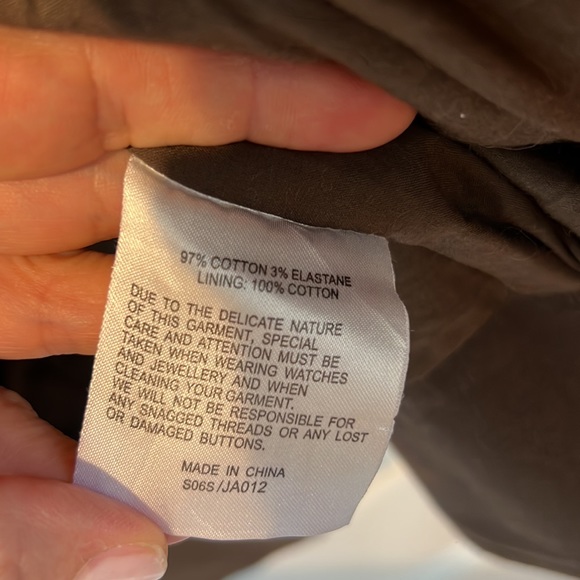 97% COTTON 3% ELASTANE
LINING: 100% COTTON
DUE TO THE DELICATE NATURE
OF THIS GARMENT, SPECIAL
CARE AND ATTENTION MUST BE
TAKEN WHEN WEARING WATCHES
AND JEWELLERY AND WHEN
CLEANING YOUR GARMENT.
WE WILL NOT BE RESPONSIBLE FOR
ANY SNAGGED THREADS OR ANY LOST
OR DAMAGED BUTTONS.
MADE IN CHINA
S06S /JA012